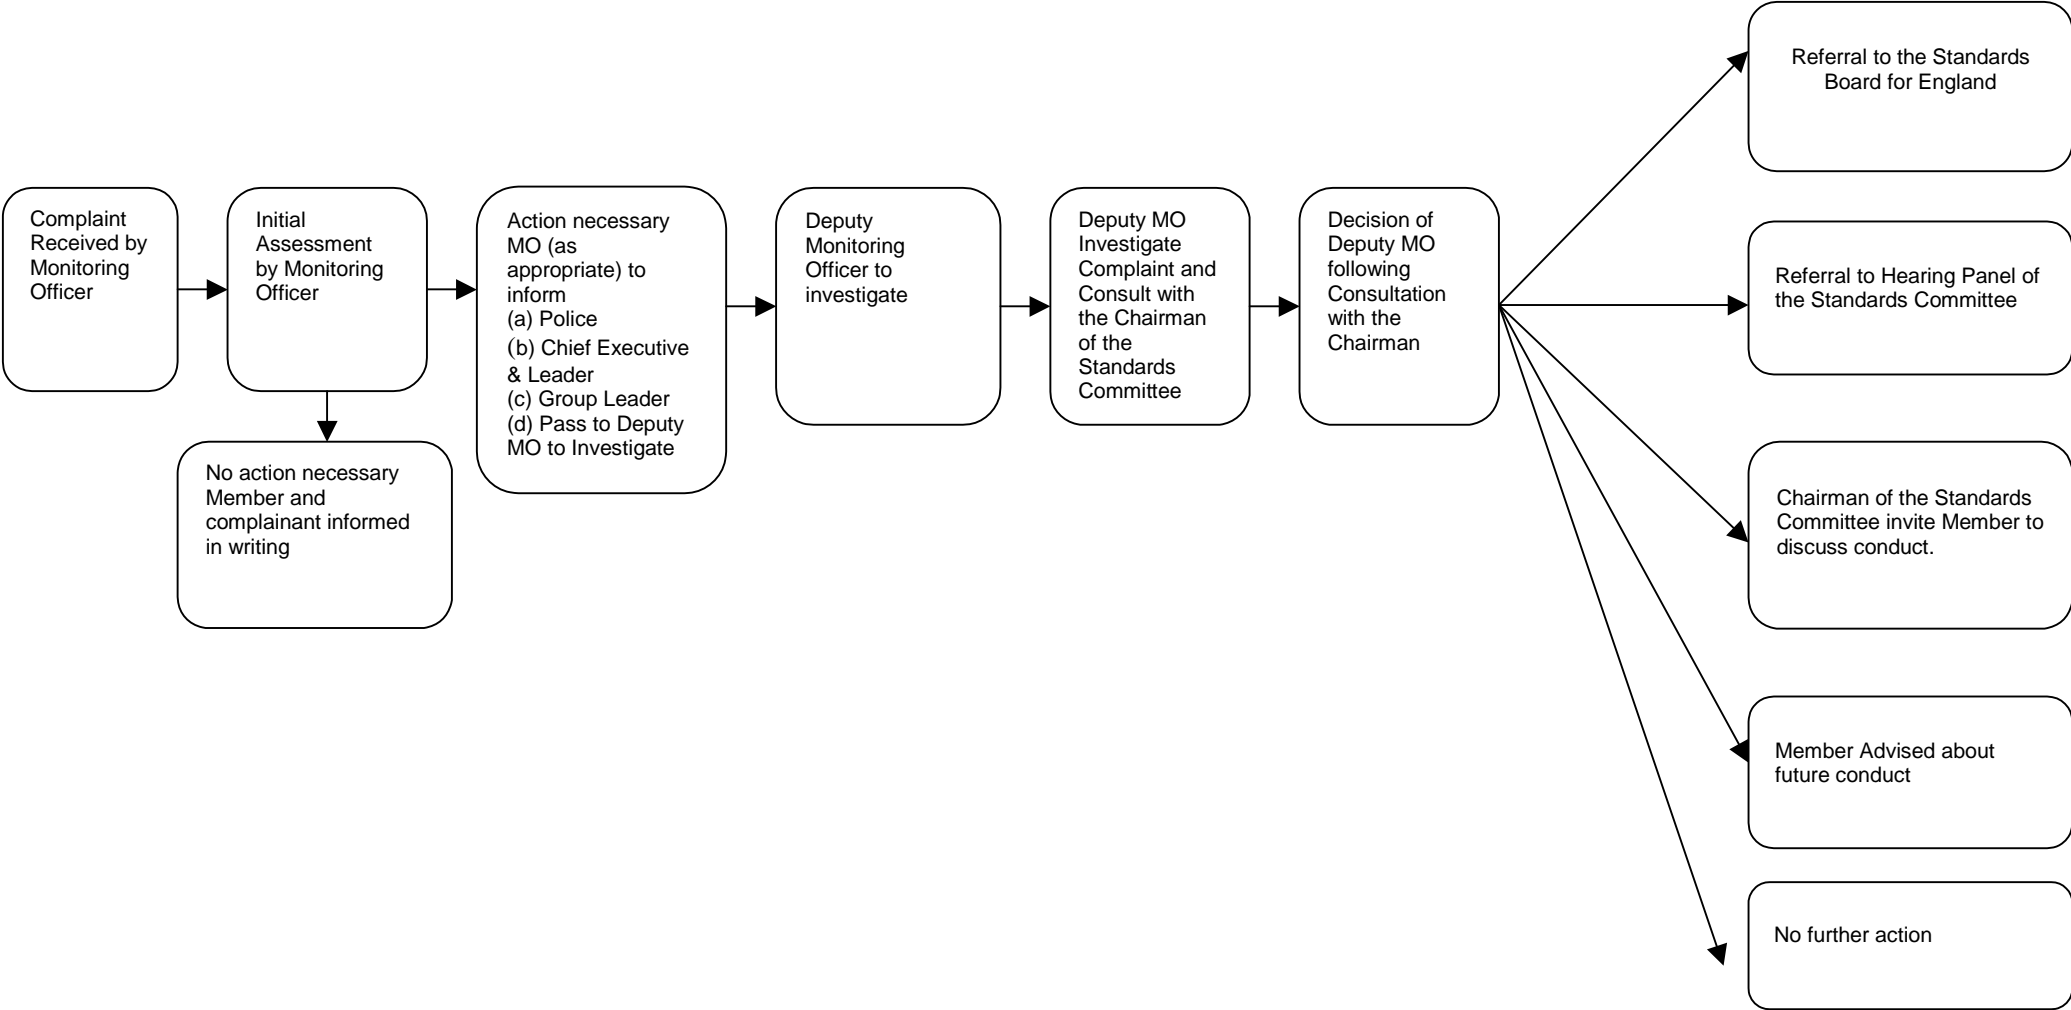 Complaint
Received by
Monitoring
Officer
Initial
Assessment
by Monitoring
Officer
No action necessary
Member and
complainant informed
in writing
Action necessary
MO (as
appropriate) to
inform
(a) Police
(b) Chief Executive
& Leader
(c) Group Leader
(d) Pass to Deputy
MO to Investigate
Deputy
Monitoring
Officer to
investigate
Deputy MO
Investigate
Complaint and
Consult with
the Chairman
of the
Standards
Committee
Decision of
Deputy MO
following
Consultation
with the
Chairman
Referral to the Standards
Board for England
Referral to Hearing Panel of
the Standards Committee
Chairman of the Standards
Committee invite Member to
discuss conduct.
Member Advised about
future conduct
No further action